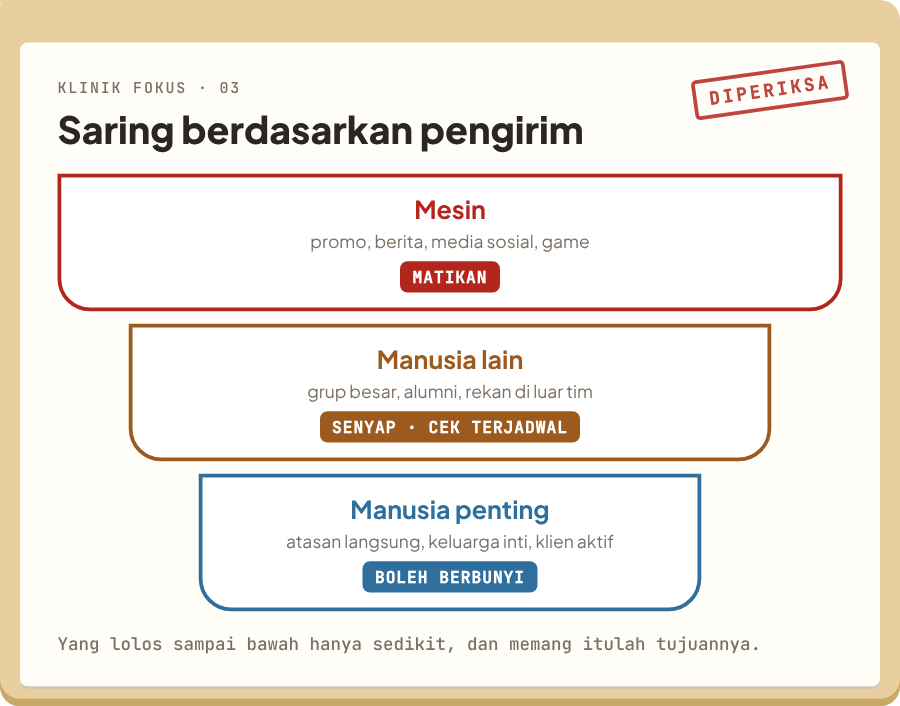 KLINIK FOKUS · 03
DIPERIKSA
Saring berdasarkan pengirim
Mesin
promo, berita, media sosial, game
MATIKAN
Manusia lain
grup besar, alumni, rekan di luar tim
SENYAP · CEK TERJADWAL
Manusia penting
atasan langsung, keluarga inti, klien aktif
BOLEH BERBUNYI
Yang lolos sampai bawah hanya sedikit, dan memang itulah tujuannya.